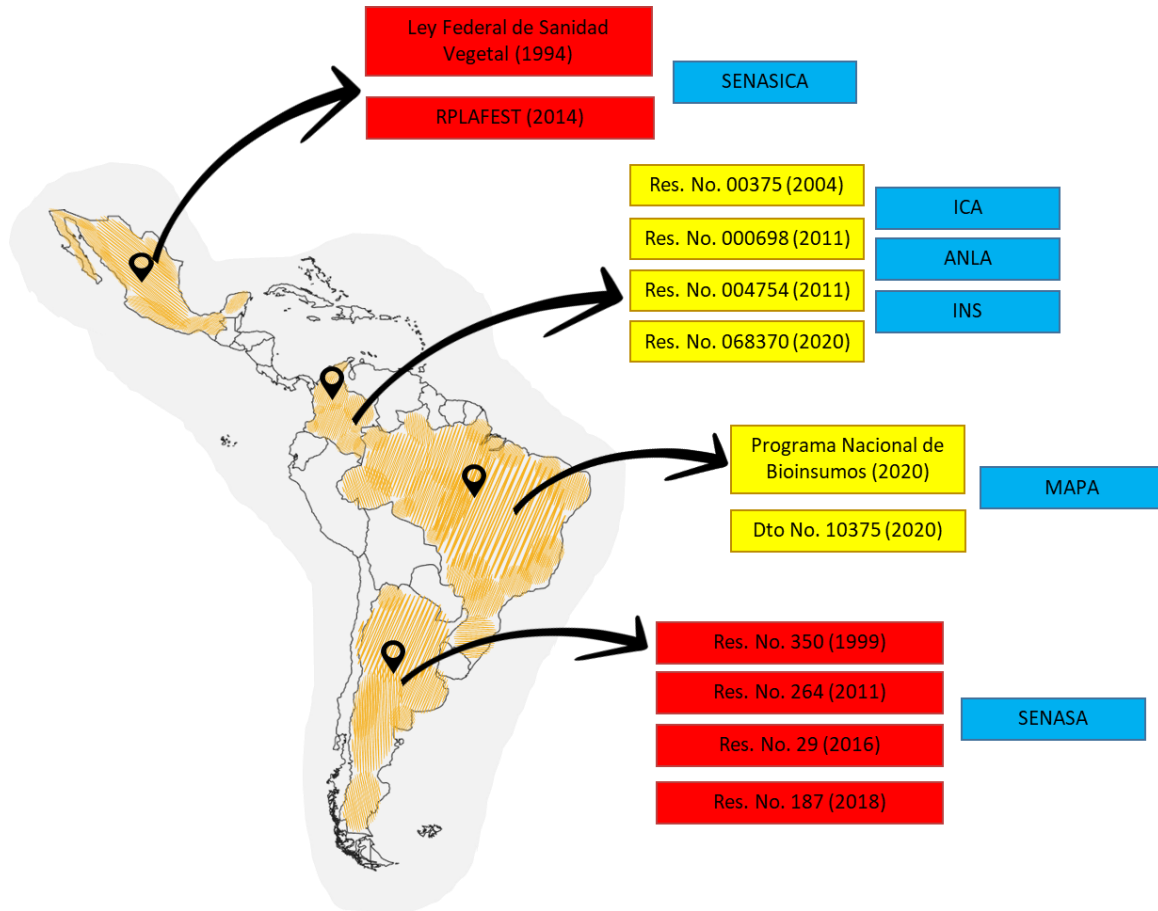 Ley Federal de Sanidad
Vegetal (1994)
SENASICA
RPLAFEST (2014)
Res. No. 00375 (2004)
ICA
Res. No. 000698 (2011)
ANLA
Res. No. 004754 (2011)
INS
Res. No. 068370 (2020)
Programa Nacional de
Bioinsumos (2020)
MAPA
Dto No. 10375 (2020)
Res. No. 350 (1999)
Res. No. 264 (2011)
SENASA
Res. No. 29 (2016)
Res. No. 187 (2018)